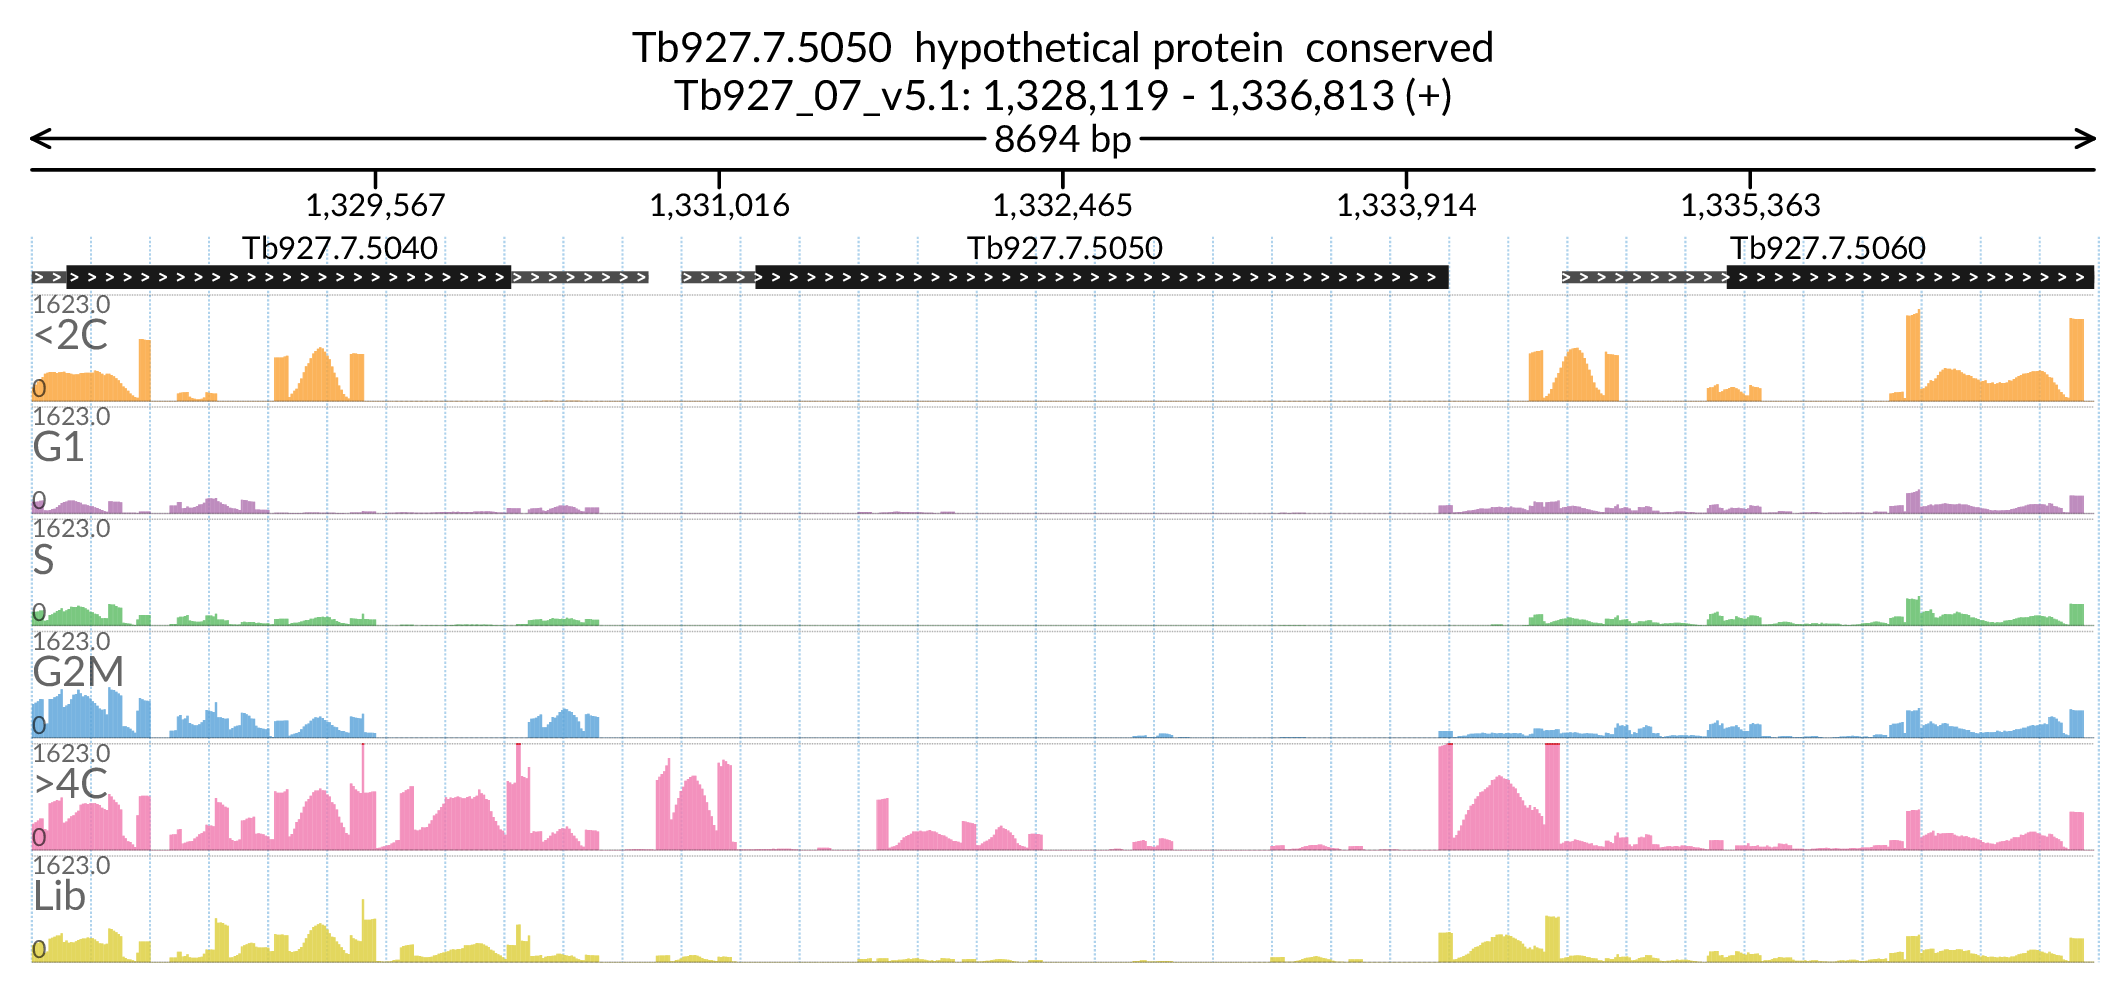 Tb927.7.5050  hypothetical protein  conserved
Tb927_07_v5.1: 1,328,119 - 1,336,813 (+)
8694 bp
1,329,567 1,331,016 1,332,465 1,333,914 1,335,363
Tb927.7.5040 Tb927.7.5050 Tb927.7.5060
1623.0
<2C
0
1623.0
G1
0
1623.0
S
0
1623.0
G2M
0
1623.0
>4C
0
1623.0
Lib
0